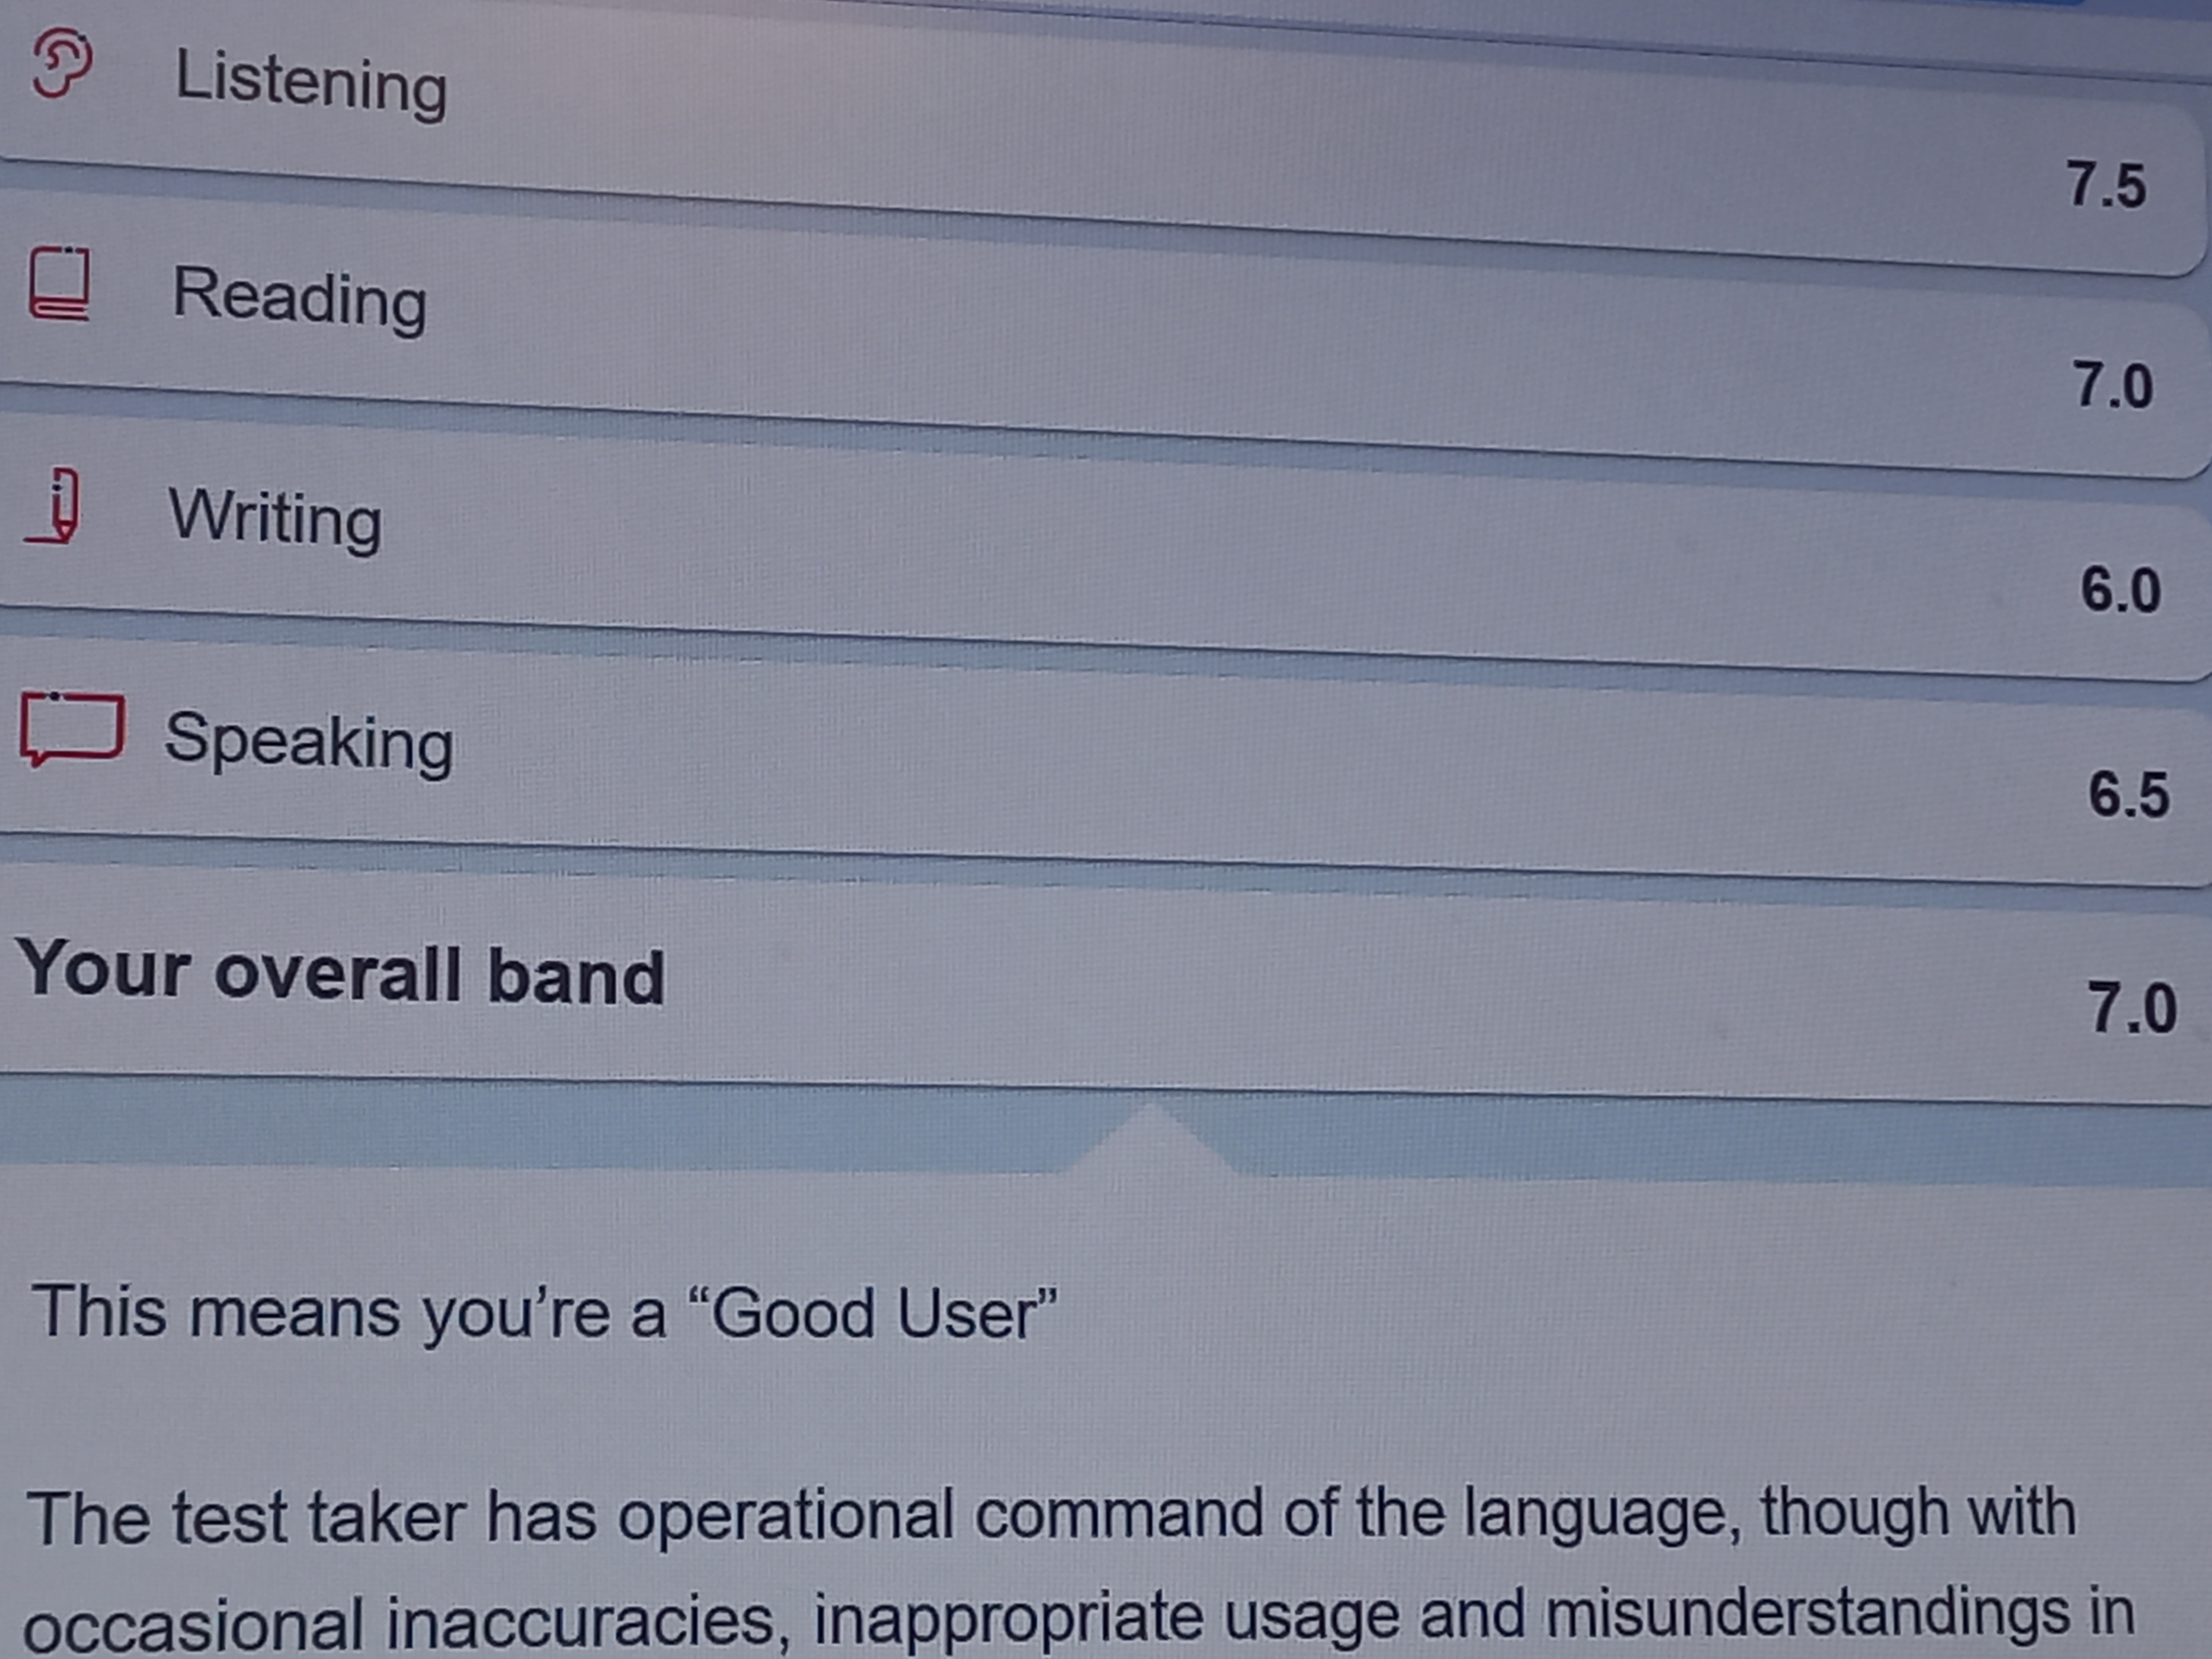 Listening
7.5
Reading
7.0
Writing
6.0
Speaking
6.5
Your overall band
7.0
This means you’re a “Good User”
The test taker has operational command of the language, though with
occasional inaccuracies, inappropriate usage and misunderstandings in